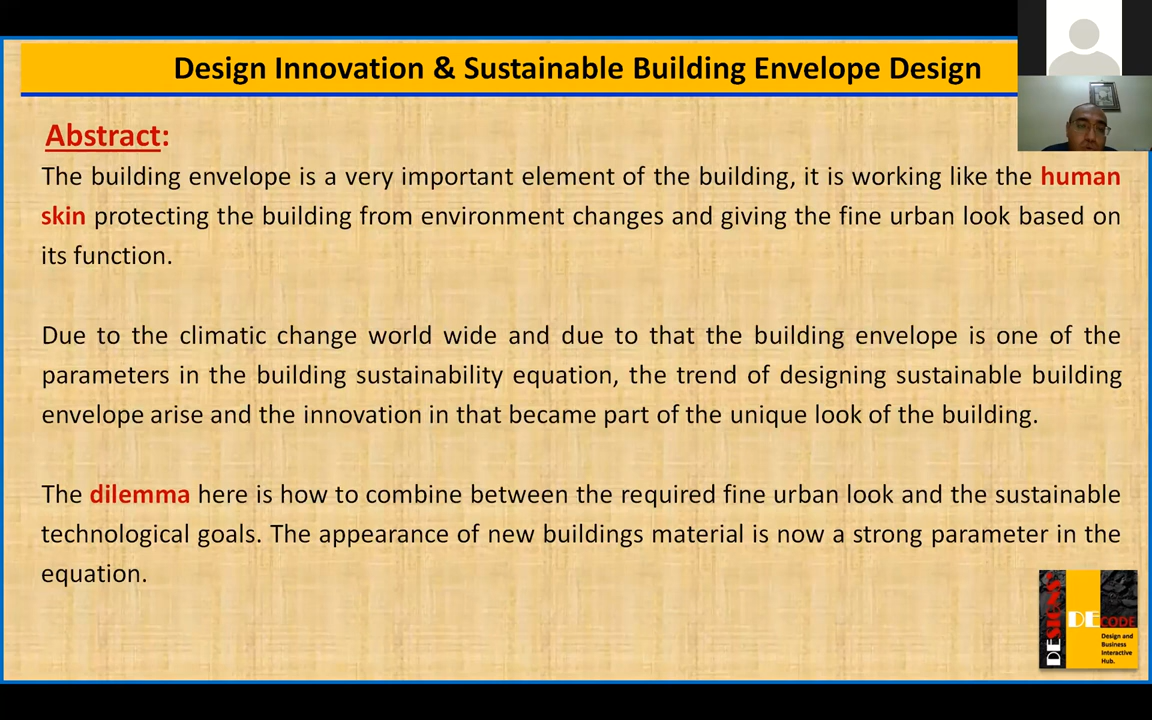 Design Innovation & Sustainable Building Envelope Design
Abstract:
The building envelope is a very important element of the building, it is working like the human
skin protecting the building from environment changes and giving the fine urban look based on
its function.
Due to the climatic change world wide and due to that the building envelope is one of the
parameters in the building sustainability equation, the trend of designing sustainable building
envelope arise and the innovation in that became part of the unique look of the building.
The dilemma here is how to combine between the required fine urban look and the sustainable
technological goals. The appearance of new buildings material is now a strong parameter in the
equation.
DESIGNS
DECODE
Design and
Business
Interactive
Hub.